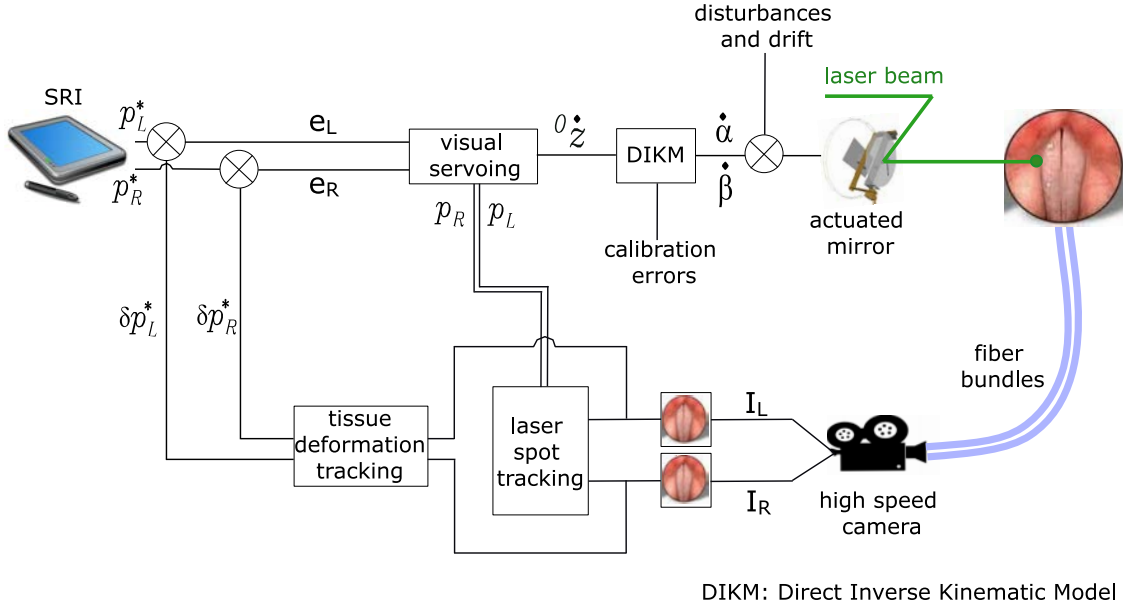 disturbances
and drift
laser beam
SRI
p*L
eL
visual
servoing
0ż
DIKM
α̇
β̇
p*R
eR
pR pL
calibration
errors
actuated
mirror
δp*L
δp*R
fiber
bundles
tissue
deformation
tracking
laser
spot
tracking
IL
IR
high speed
camera
DIKM: Direct Inverse Kinematic Model